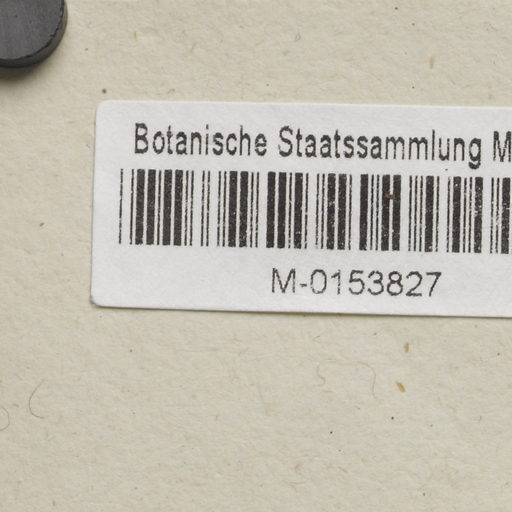 Botanische Staatssammlung M
M-0153827